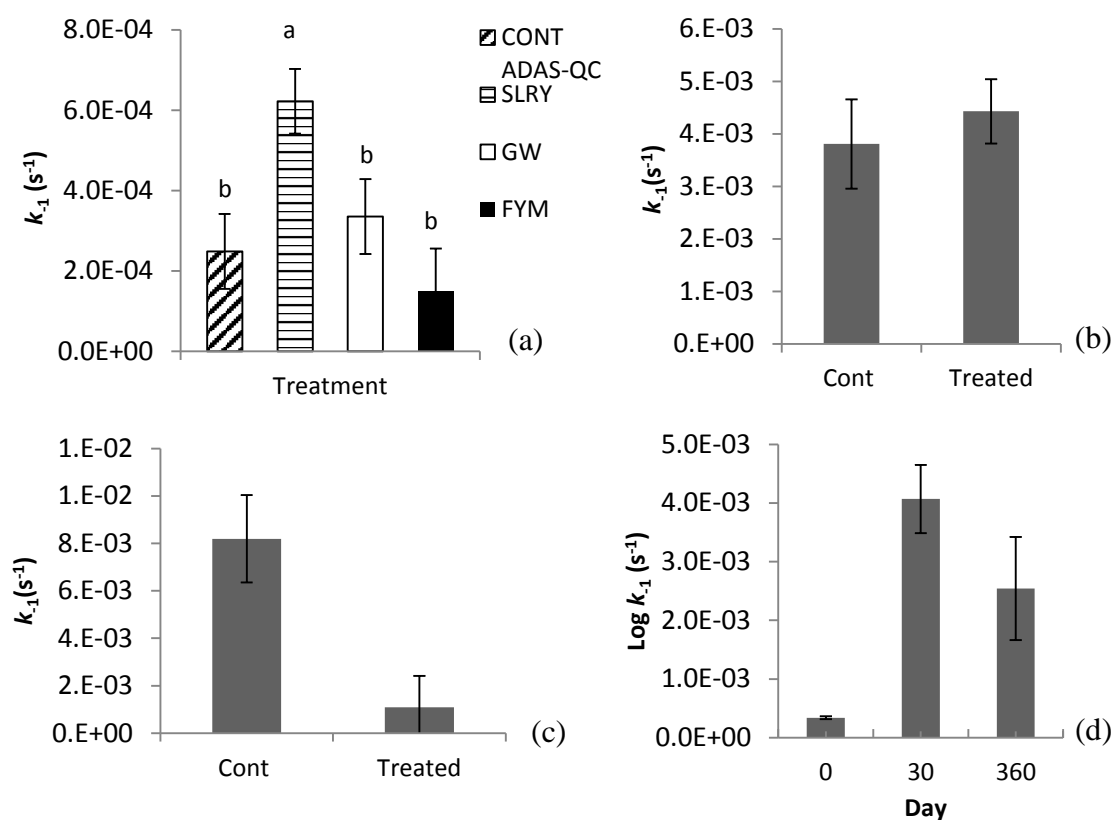 8.0E-04
6.0E-04
4.0E-04
2.0E-04
0.0E+00
k-1 (s-1)
b
a
b
b
Treatment
CONT
ADAS-QC
SLRY
GW
FYM
(a)
6.E-03
5.E-03
4.E-03
3.E-03
2.E-03
1.E-03
0.E+00
k-1(s-1)
Cont
Treated
(b)
1.E-02
1.E-02
8.E-03
6.E-03
4.E-03
2.E-03
0.E+00
k-1(s-1)
Cont
Treated
(c)
5.0E-03
4.0E-03
3.0E-03
2.0E-03
1.0E-03
0.0E+00
Log k-1 (s-1)
0
30
360
Day
(d)